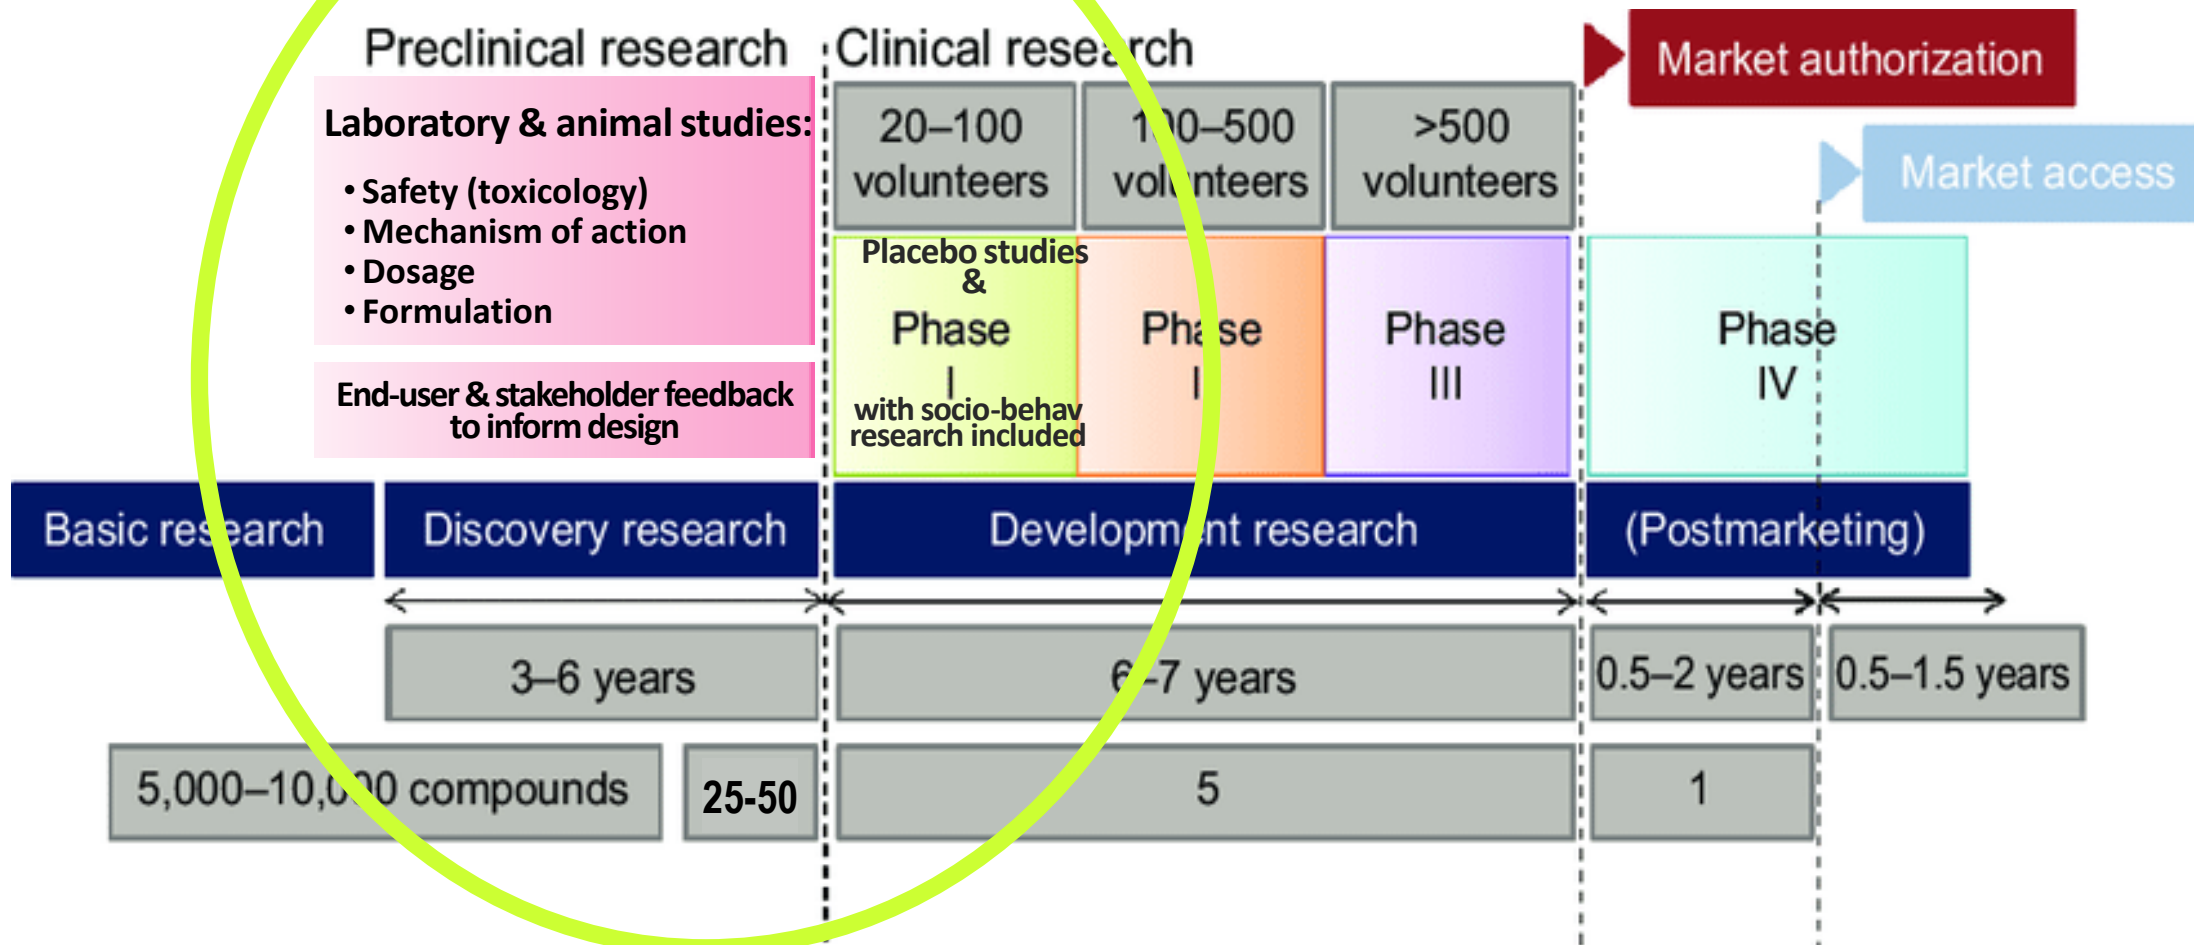 Preclinical research
Clinical research
Market authorization
Market access
Laboratory & animal studies:
• Safety (toxicology)
• Mechanism of action
• Dosage
• Formulation
End-user & stakeholder feedback
to inform design
20–100
volunteers
100–500
volunteers
>500
volunteers
Placebo studies
&
Phase
I
with socio-behav
research included
Phase
I
Phase
III
Phase
IV
Basic research
Discovery research
Development research
(Postmarketing)
3–6 years
6–7 years
0.5–2 years
0.5–1.5 years
5,000–10,000 compounds
25-50
5
1